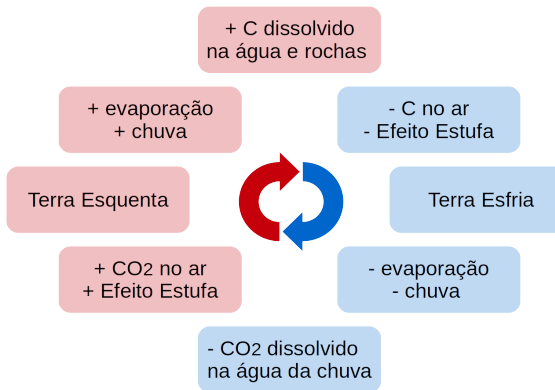 + C dissolvido
na água e rochas
+ evaporação
+ chuva
- C no ar
- Efeito Estufa
Terra Esquenta
Terra Esfria
+ CO2 no ar
+ Efeito Estufa
- evaporação
- chuva
- CO2 dissolvido
na água da chuva